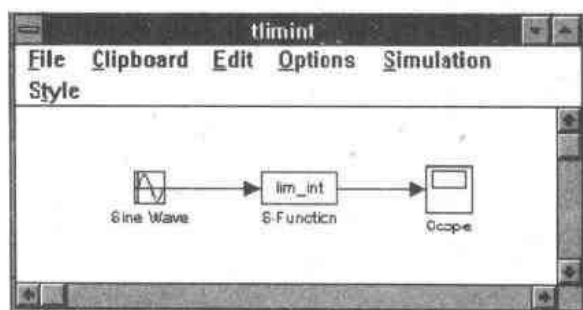 tlimint
File Clipboard Edit Options Simulation
Style
lim_int
Sine Wave
S-Function
Scope